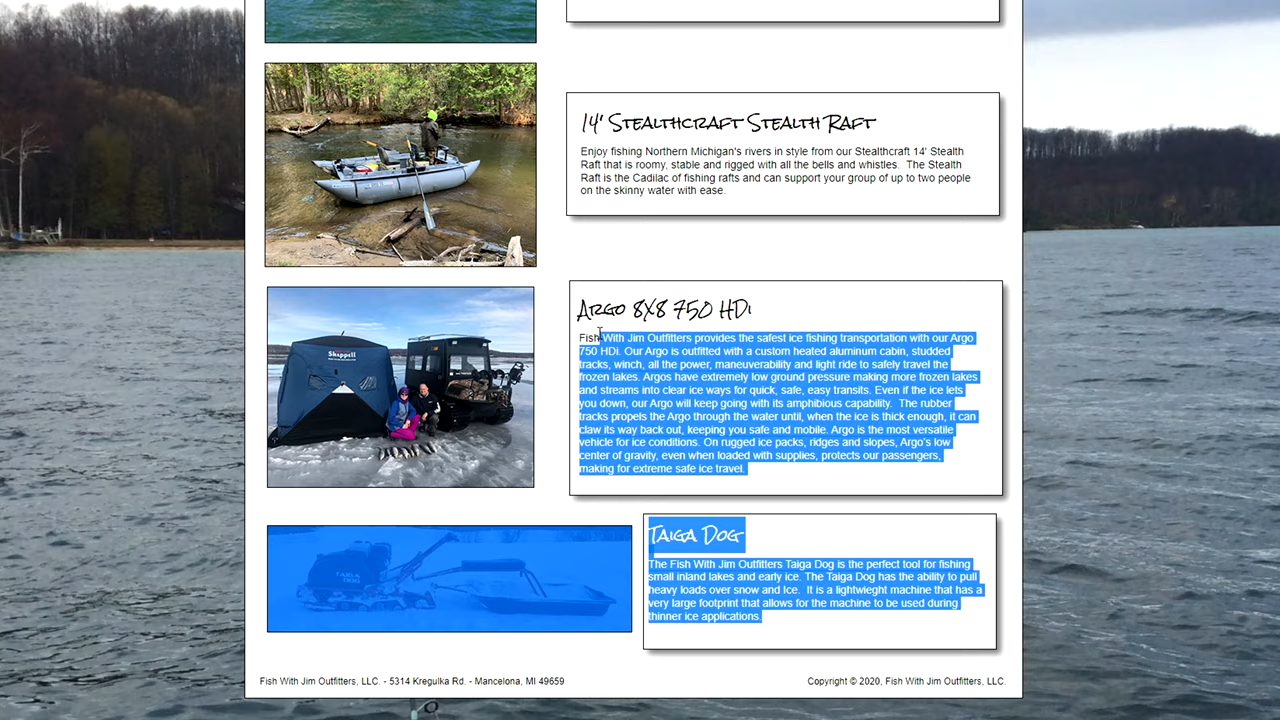 14' Stealthcraft Stealth Raft
Enjoy fishing Northern Michigan's rivers in style from our Stealthcraft 14' Stealth
Raft that is roomy, stable and rigged with all the bells and whistles.  The Stealth
Raft is the Cadilac of fishing rafts and can support your group of up to two people
on the skinny water with ease.
Argo 8X8 750 HDi
Fish With Jim Outfitters provides the safest ice fishing transportation with our Argo
750 HDi. Our Argo is outfitted with a custom heated aluminum cabin, studded
tracks, winch, all the power, maneuverability and light ride to safely travel the
frozen lakes. Argos have extremely low ground pressure making more frozen lakes
and streams into clear ice ways for quick, safe, easy transits. Even if the ice lets
you down, our Argo will keep going with its amphibious capability.  The rubber
tracks propels the Argo through the water until, when the ice is thick enough, it can
claw its way back out, keeping you safe and mobile. Argo is the most versatile
vehicle for ice conditions. On rugged ice packs, ridges and slopes, Argo's low
center of gravity, even when loaded with supplies, protects our passengers,
making for extreme safe ice travel.
Skappell
TAIGA
DOG
Taiga Dog
The Fish With Jim Outfitters Taiga Dog is the perfect tool for fishing
small inland lakes and early ice. The Taiga Dog has the ability to pull
heavy loads over snow and Ice.  It is a lightwieght machine that has a
very large footprint that allows for the machine to be used during
thinner ice applications.
Fish With Jim Outfitters, LLC. - 5314 Kregulka Rd. - Mancelona, MI 49659
Copyright © 2020, Fish With Jim Outfitters, LLC.